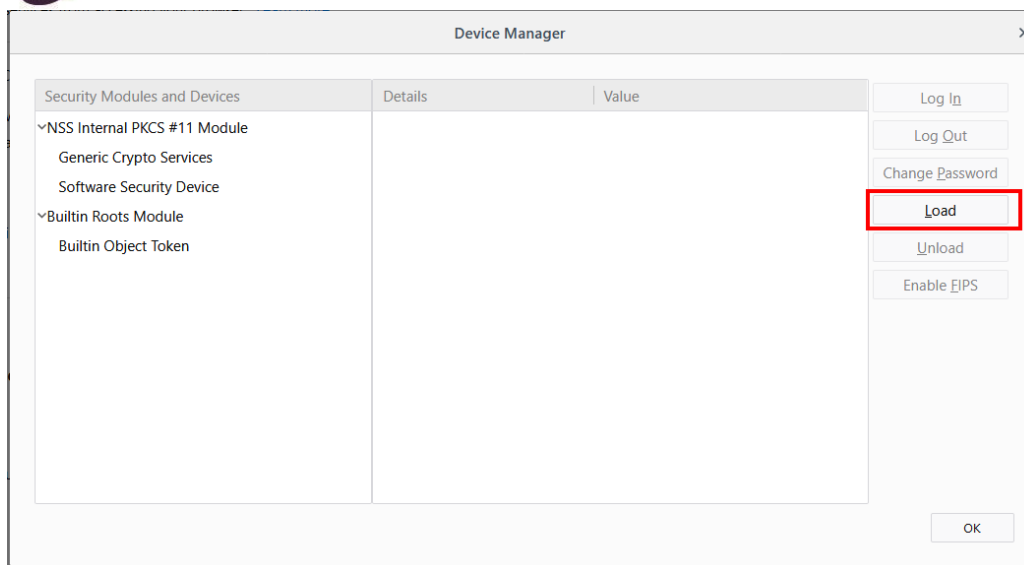 Device Manager
Security Modules and Devices
Details
Value
NSS Internal PKCS #11 Module
Generic Crypto Services
Software Security Device
Builtin Roots Module
Builtin Object Token
Log In
Log Out
Change Password
Load
Unload
Enable FIPS
OK